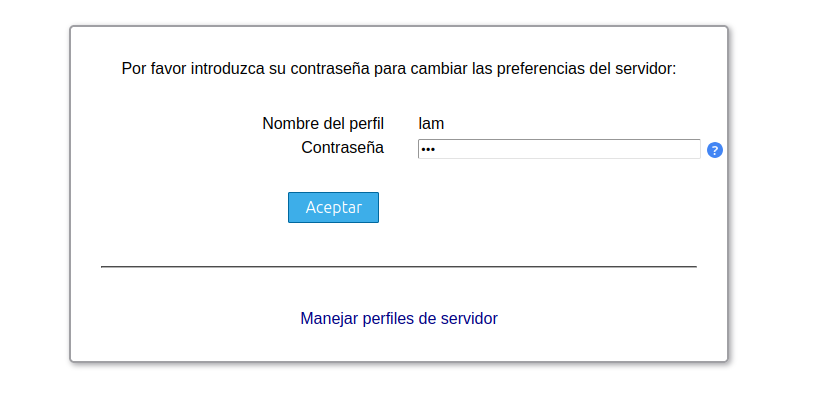 Por favor introduzca su contraseña para cambiar las preferencias del servidor:
Nombre del perfil lam
Contraseña ••• ?
Aceptar
Manejar perfiles de servidor